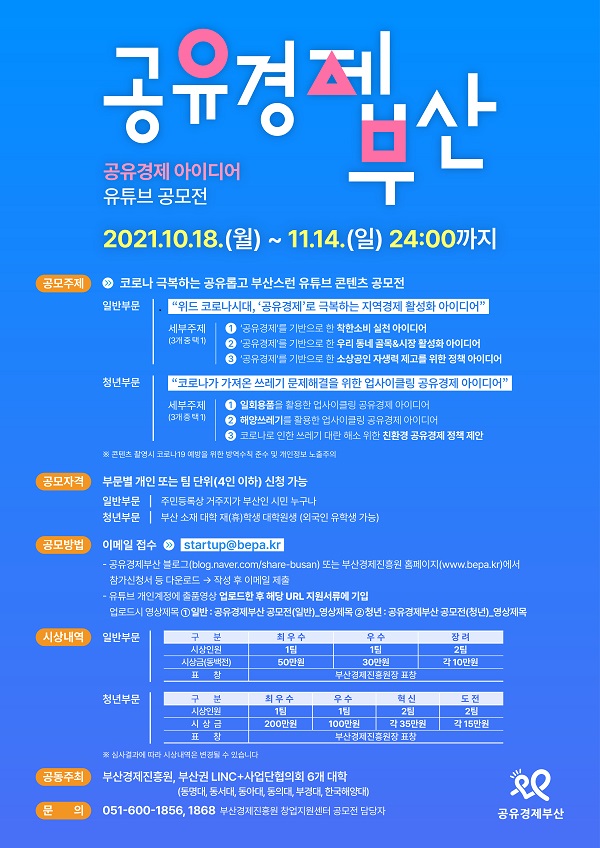 공유경제
부산
공유경제 아이디어
유튜브 공모전
2021.10.18.(월) ~ 11.14.(일) 24:00까지
공모주제 코로나 극복하는 공유롭고 부산스런 유튜브 콘텐츠 공모전
일반부문 "위드 코로나시대, '공유경제'로 극복하는 지역경제 활성화 아이디어"
세부주제 ❶ '공유경제'를 기반으로 한 착한소비 실천 아이디어
(3개 중 택 1) ❷ '공유경제'를 기반으로 한 우리 동네 골목&시장 활성화 아이디어
❸ '공유경제'를 기반으로 한 소상공인 자생력 제고를 위한 정책 아이디어
청년부문 "코로나가 가져온 쓰레기 문제해결을 위한 업사이클링 공유경제 아이디어"
세부주제 ❶ 일회용품을 활용한 업사이클링 공유경제 아이디어
(3개 중 택 1) ❷ 해양쓰레기를 활용한 업사이클링 공유경제 아이디어
❸ 코로나로 인한 쓰레기 대란 해소 위한 친환경 공유경제 정책 제안
※ 콘텐츠 촬영시 코로나19 예방을 위한 방역수칙 준수 및 개인정보 노출주의
공모자격 부문별 개인 또는 팀 단위(4인 이하) 신청 가능
일반부문 주민등록상 거주지가 부산인 시민 누구나
청년부문 부산 소재 대학 재(휴)학생 대학원생 (외국인 유학생 가능)
공모방법 이메일 접수 startup@bepa.kr
- 공유경제부산 블로그(blog.naver.com/share-busan) 또는 부산경제진흥원 홈페이지(www.bepa.kr)에서
참가신청서 등 다운로드 → 작성 후 이메일 제출
- 유튜브 개인계정에 출품영상 업로드한 후 해당 URL 지원서류에 기입
업로드시 영상제목 ①일반 : 공유경제부산 공모전(일반)_영상제목 ②청년 : 공유경제부산 공모전(청년)_영상제목
시상내역 일반부문 구 분 최우수 우수 장려
시상인원 1팀 1팀 2팀
시상금(동백전) 50만원 30만원 각 10만원
표 창 부산경제진흥원장 표창
청년부문 구 분 최우수 우수 혁신 도전
시상인원 1팀 1팀 2팀 2팀
시 상 금 200만원 100만원 각 35만원 각 15만원
표 창 부산경제진흥원장 표창
※ 심사결과에 따라 시상내역은 변경될 수 있습니다
공동주최 부산경제진흥원, 부산권 LINC+사업단협의회 6개 대학
(동명대, 동서대, 동아대, 동의대, 부경대, 한국해양대)
문 의 051-600-1856, 1868 부산경제진흥원 창업지원센터 공모전 담당자
공유경제부산